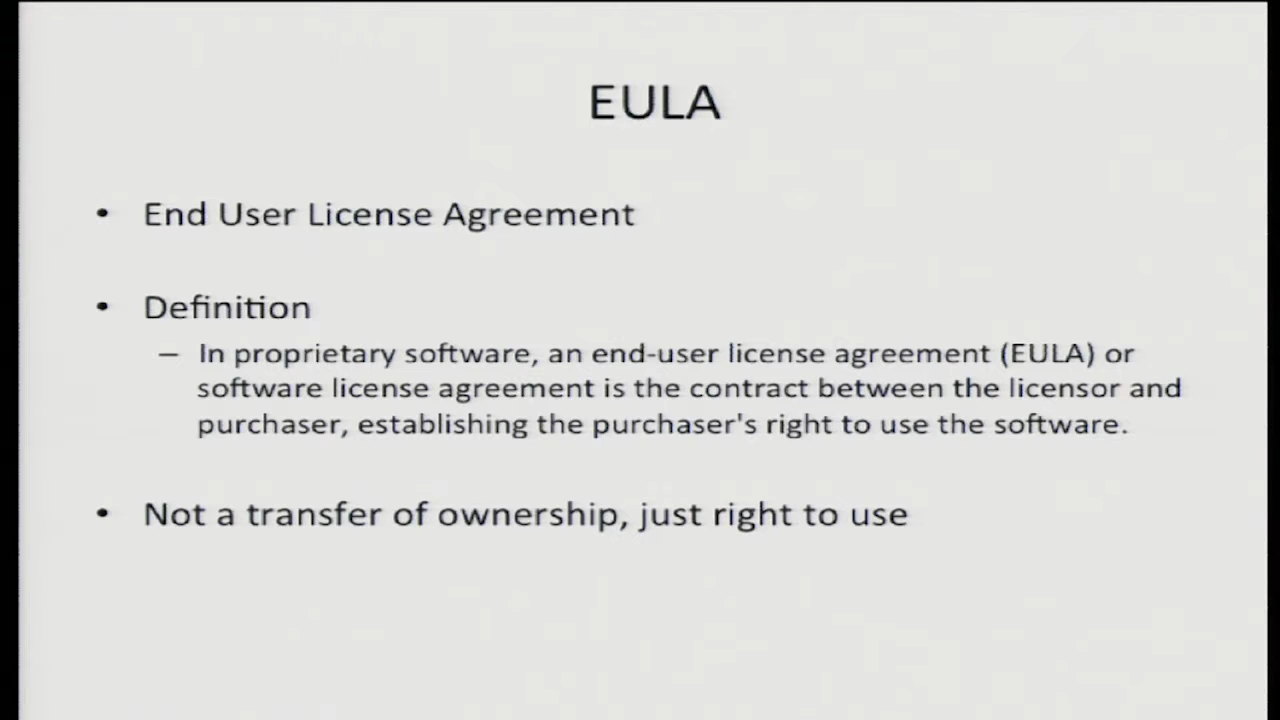 EULA
• End User License Agreement
• Definition
– In proprietary software, an end-user license agreement (EULA) or
software license agreement is the contract between the licensor and
purchaser, establishing the purchaser's right to use the software.
• Not a transfer of ownership, just right to use